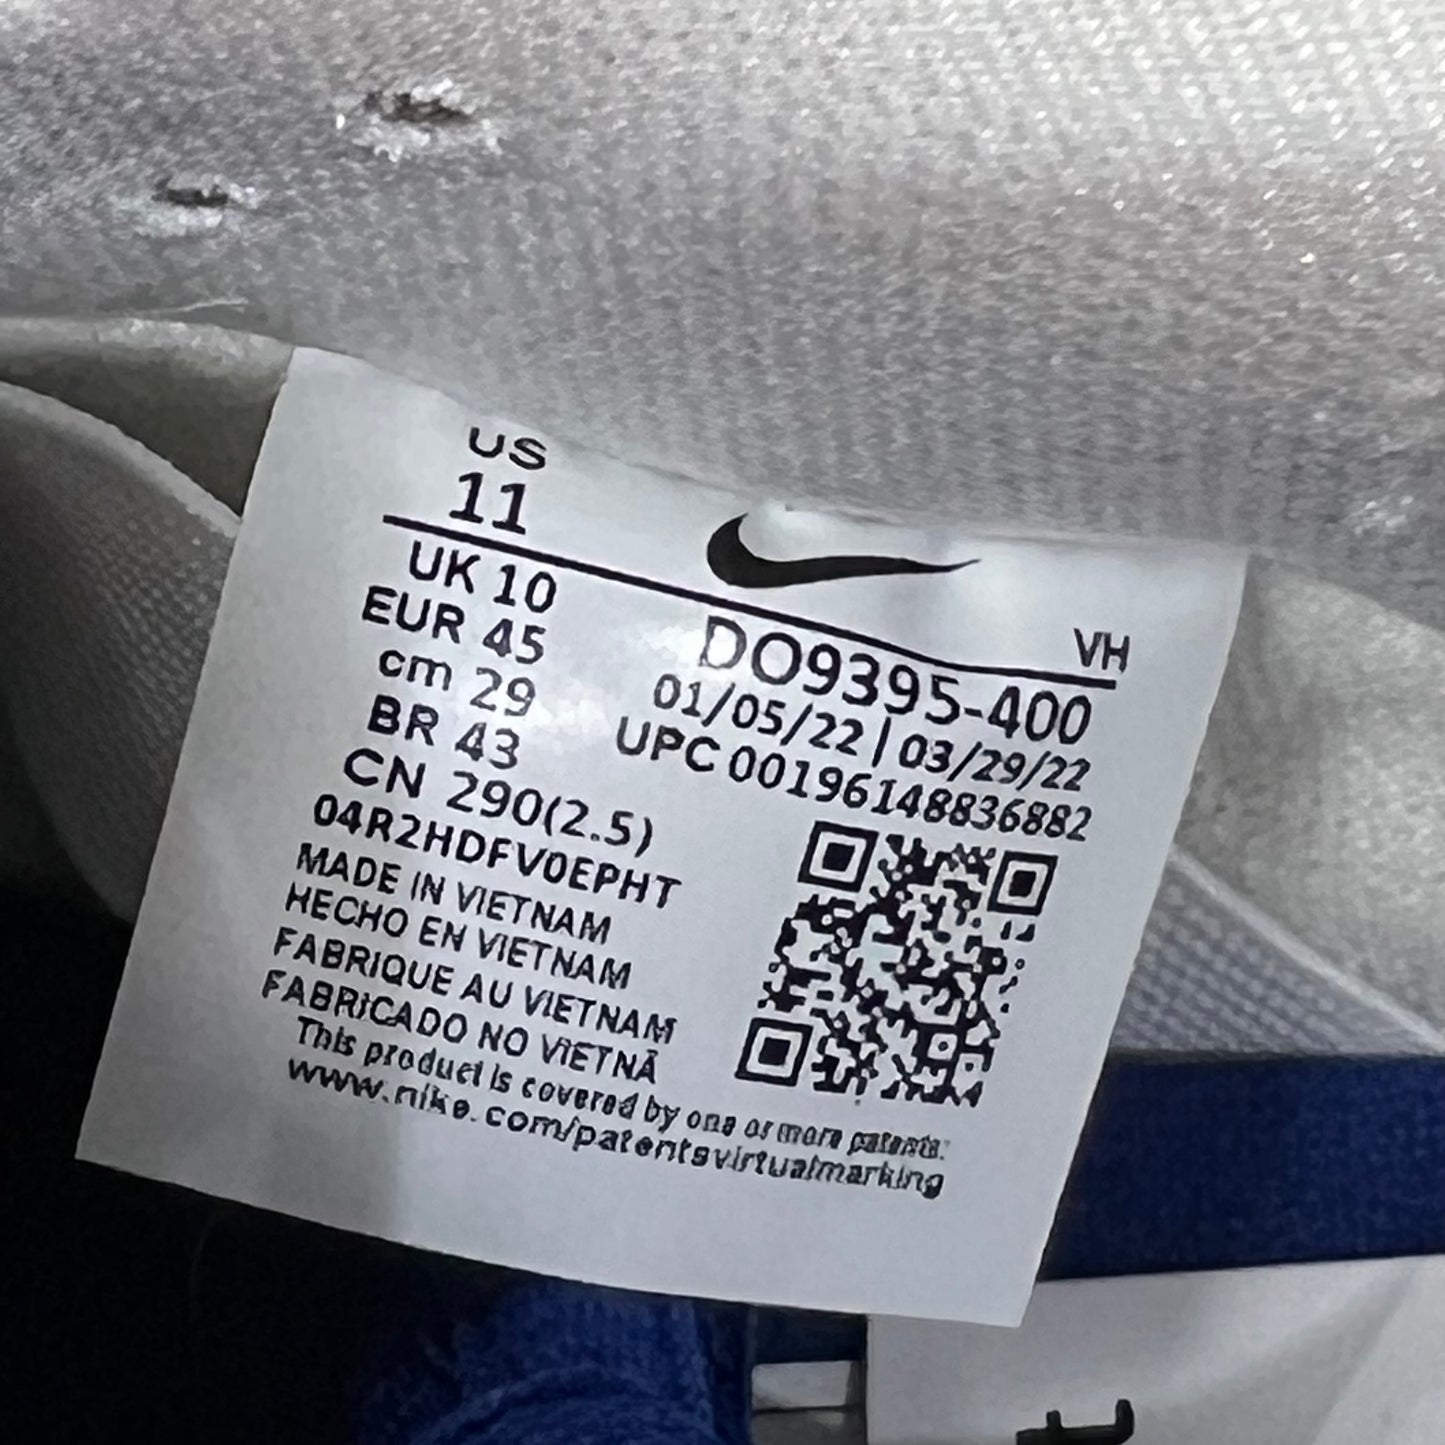 US
11
VH
UK 10
EUR 45
cm 29
BR 43
CN 290(2.5)
DO9395-400
01/05/22 | 03/29/22
UPC 00196148836882
04R2HDFV0EPHT
MADE IN VIETNAM
HECHO EN VIETNAM
FABRIQUE AU VIETNAM
FABRICADO NO VIETNÃ
This product is covered by one or more patents.
www.nike.com/patentsvirtualmarking